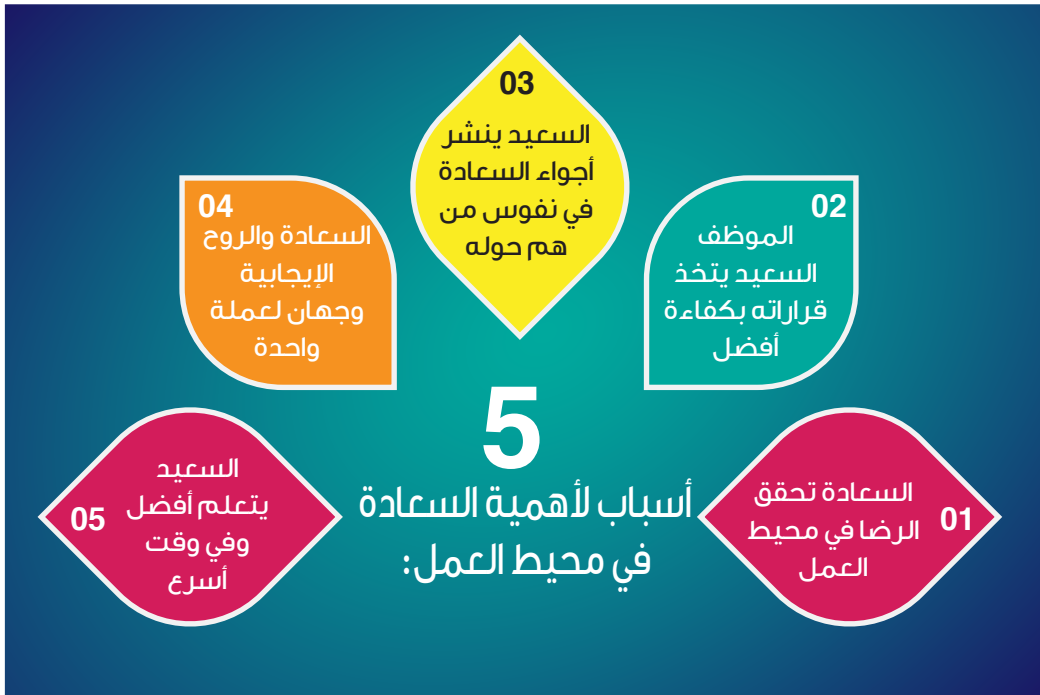 5
أسباب لأهمية السعادة
في محيط العمل:
01
السعادة تحقق
الرضا في محيط
العمل
02
الموظف
السعيد يتخذ
قراراته بكفاءة
أفضل
03
السعيد ينشر
أجواء السعادة
في نفوس من
هم حوله
04
السعادة والروح
الإيجابية
وجهان لعملة
واحدة
05
السعيد
يتعلم أفضل
وفي وقت
أسرع